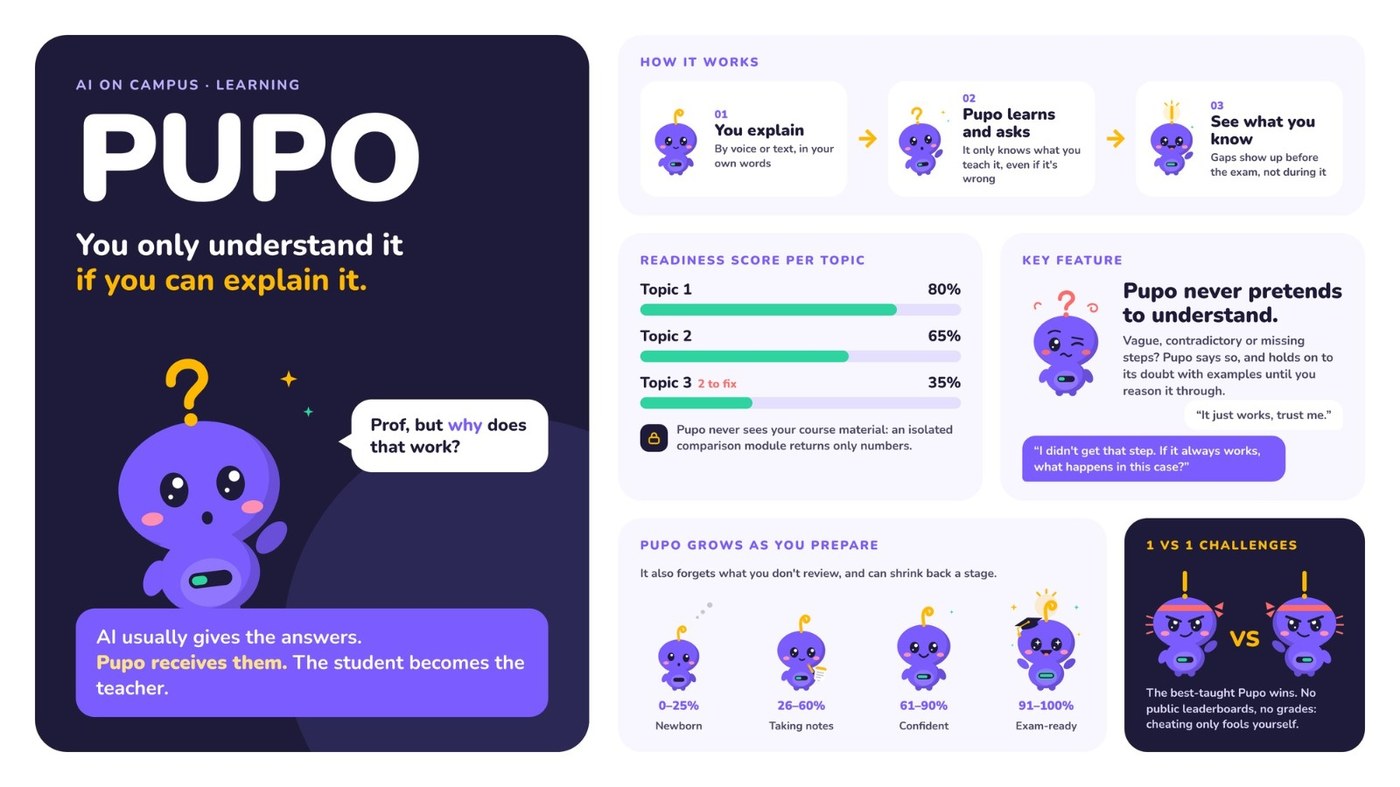 AI ON CAMPUS · LEARNING
PUPO
You only understand it
if you can explain it.
?
Prof, but why does
that work?
AI usually gives the answers.
Pupo receives them. The student becomes the
teacher.
HOW IT WORKS
01
You explain
By voice or text, in your
own words
?
02
Pupo learns
and asks
It only knows what you
teach it, even if it's
wrong
03
See what you
know
Gaps show up before
the exam, not during it
READINESS SCORE PER TOPIC
Topic 1 80%
Topic 2 65%
Topic 3 2 to fix 35%
Pupo never sees your course material: an isolated
comparison module returns only numbers.
KEY FEATURE
?
Pupo never pretends
to understand.
Vague, contradictory or missing
steps? Pupo says so, and holds on to
its doubt with examples until you
reason it through.
“It just works, trust me.”
“I didn't get that step. If it always works,
what happens in this case?”
PUPO GROWS AS YOU PREPARE
It also forgets what you don't review, and can shrink back a stage.
0–25%
Newborn
26–60%
Taking notes
61–90%
Confident
91–100%
Exam-ready
1 VS 1 CHALLENGES
VS
The best-taught Pupo wins. No
public leaderboards, no grades:
cheating only fools yourself.